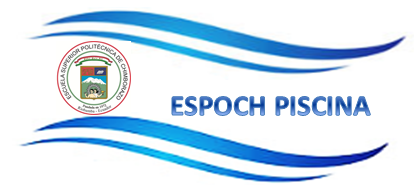 ESCUELA SUPERIOR POLITÉCNICA DE CHIMBORAZO
ESPOCH PISCINA